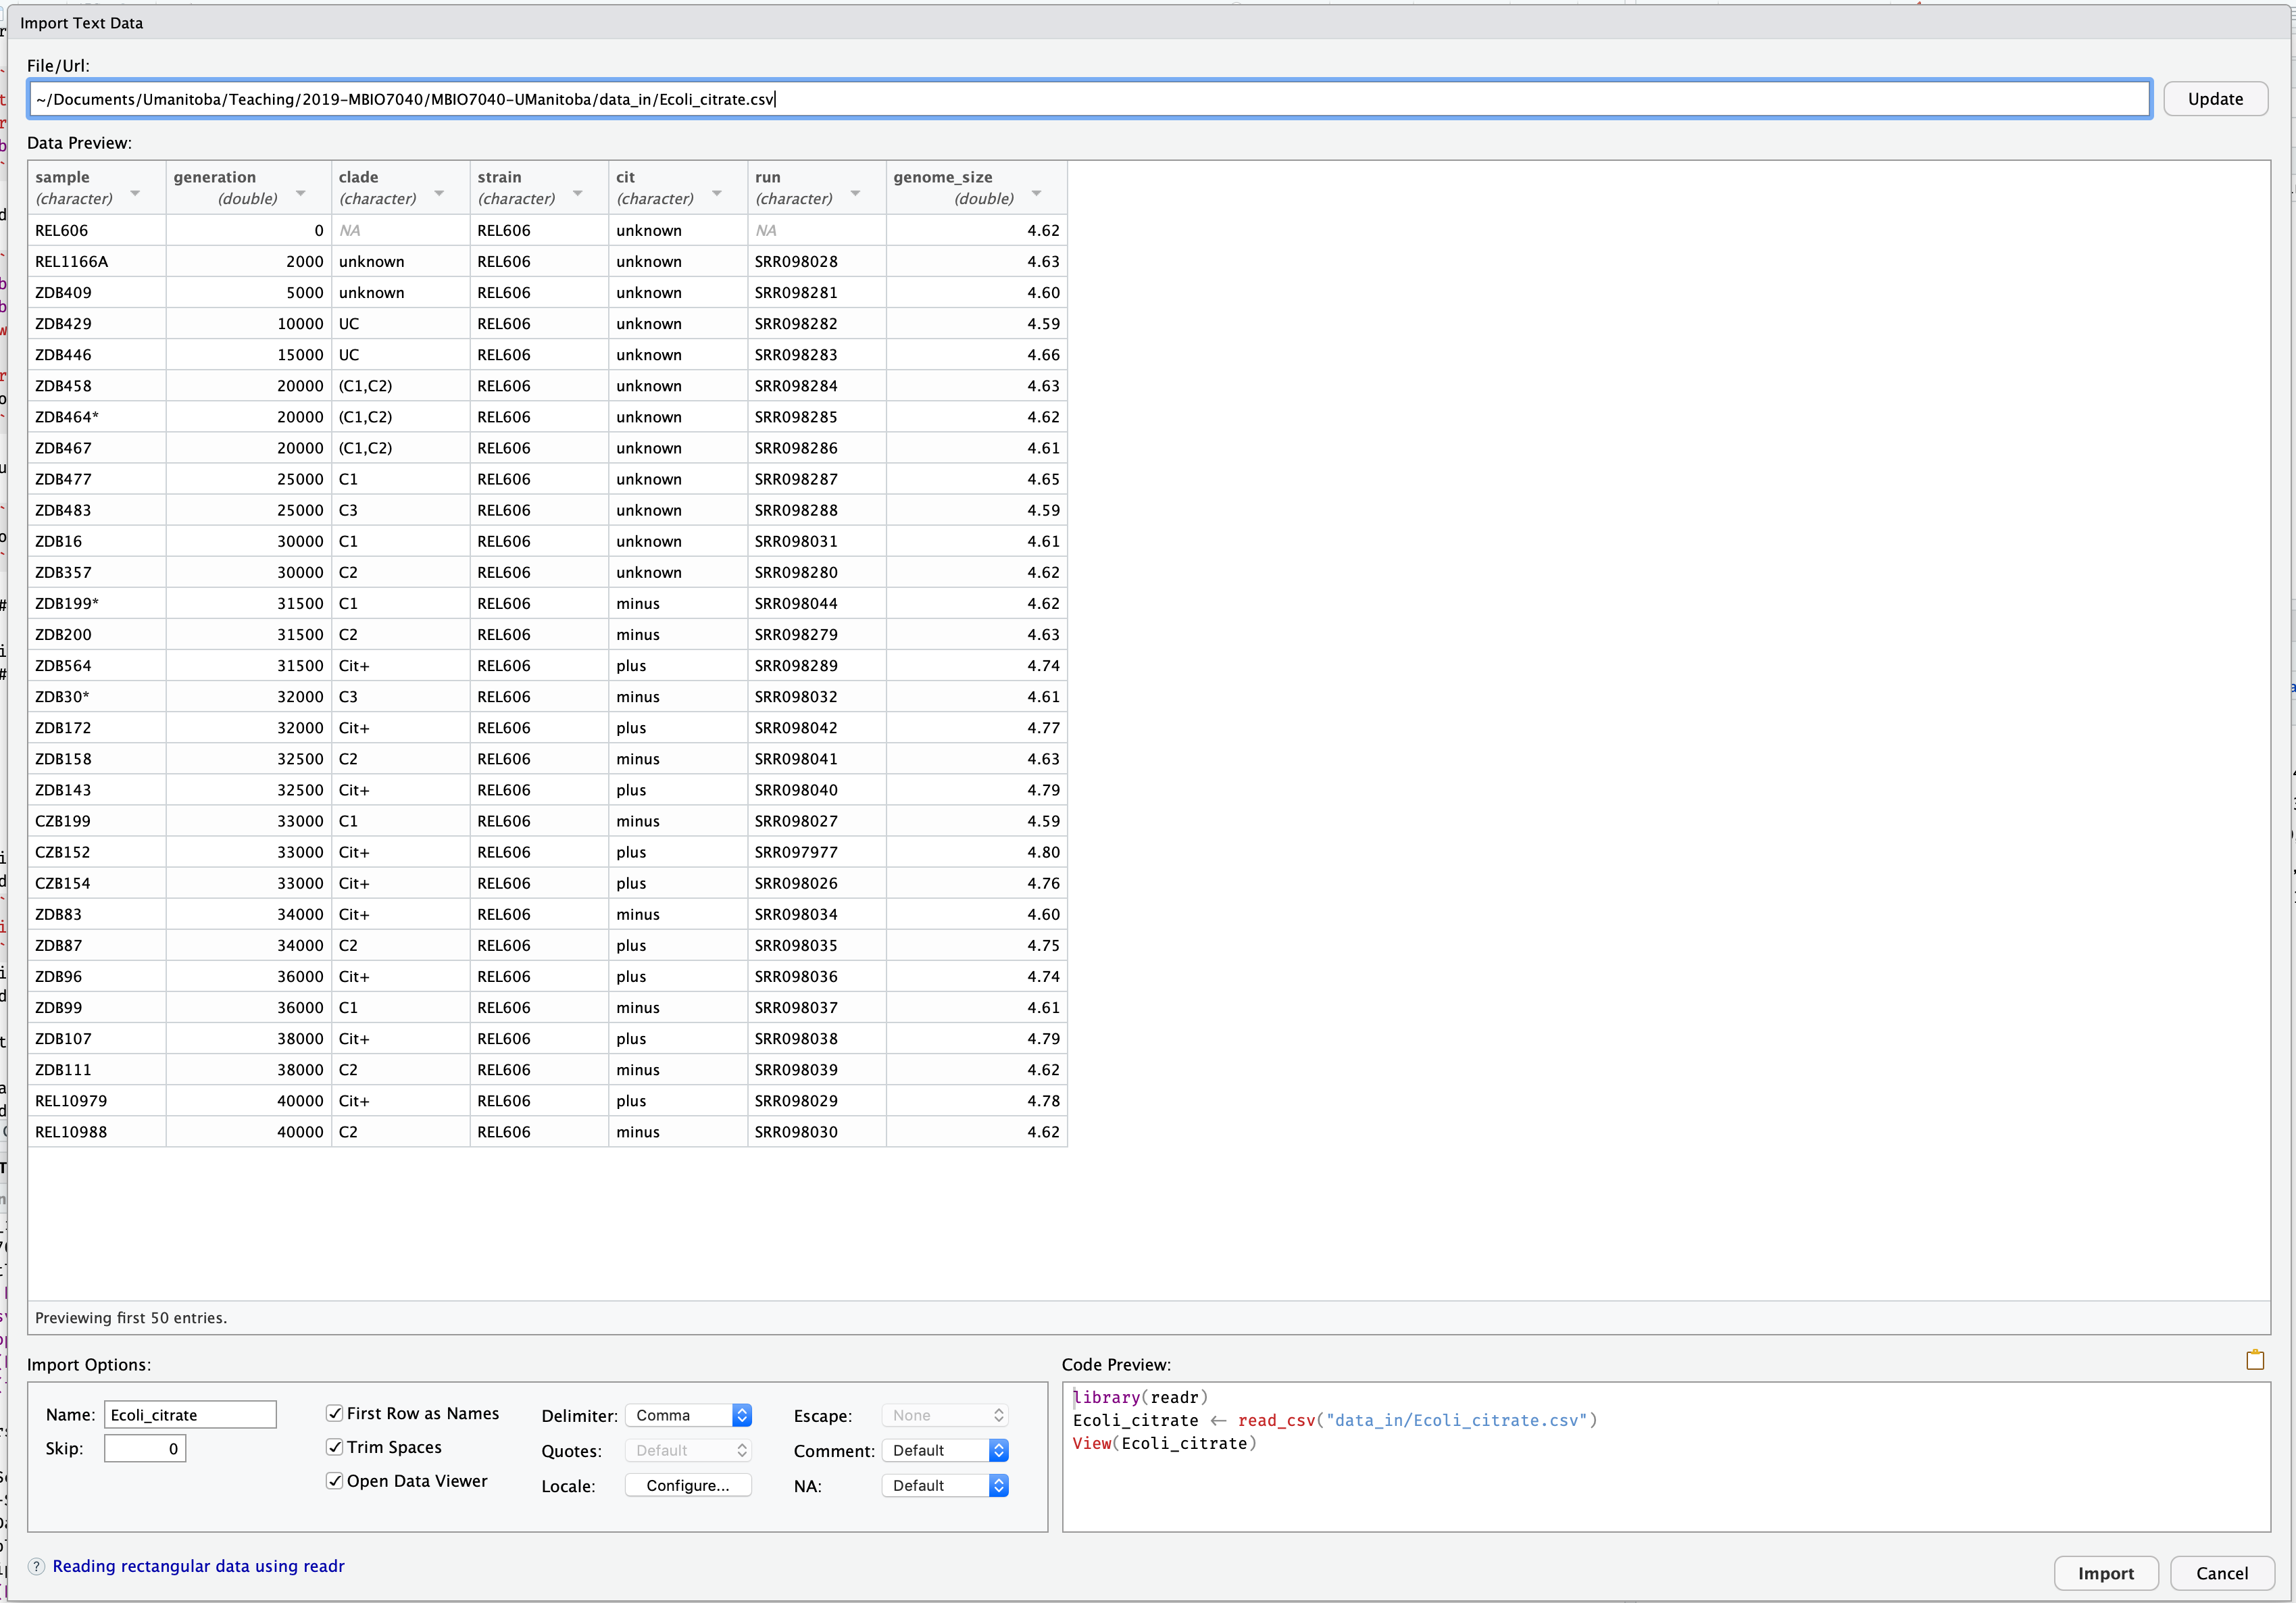 Import Text Data
File/Url:
~/Documents/Umanitoba/Teaching/2019-MBIO7040/MBIO7040-UManitoba/data_in/Ecoli_citrate.csv
Update
Data Preview:
sample generation clade strain cit run genome_size
(character) (double) (character) (character) (character) (character) (double)
REL606 0 NA REL606 unknown NA 4.62
REL1166A 2000 unknown REL606 unknown SRR098028 4.63
ZDB409 5000 unknown REL606 unknown SRR098281 4.60
ZDB429 10000 UC REL606 unknown SRR098282 4.59
ZDB446 15000 UC REL606 unknown SRR098283 4.66
ZDB458 20000 (C1,C2) REL606 unknown SRR098284 4.63
ZDB464* 20000 (C1,C2) REL606 unknown SRR098285 4.62
ZDB467 20000 (C1,C2) REL606 unknown SRR098286 4.61
ZDB477 25000 C1 REL606 unknown SRR098287 4.65
ZDB483 25000 C3 REL606 unknown SRR098288 4.59
ZDB16 30000 C1 REL606 unknown SRR098031 4.61
ZDB357 30000 C2 REL606 unknown SRR098280 4.62
ZDB199* 31500 C1 REL606 minus SRR098044 4.62
ZDB200 31500 C2 REL606 minus SRR098279 4.63
ZDB564 31500 Cit+ REL606 plus SRR098289 4.74
ZDB30* 32000 C3 REL606 minus SRR098032 4.61
ZDB172 32000 Cit+ REL606 plus SRR098042 4.77
ZDB158 32500 C2 REL606 minus SRR098041 4.63
ZDB143 32500 Cit+ REL606 plus SRR098040 4.79
CZB199 33000 C1 REL606 minus SRR098027 4.59
CZB152 33000 Cit+ REL606 plus SRR097977 4.80
CZB154 33000 Cit+ REL606 plus SRR098026 4.76
ZDB83 34000 Cit+ REL606 minus SRR098034 4.60
ZDB87 34000 C2 REL606 plus SRR098035 4.75
ZDB96 36000 Cit+ REL606 plus SRR098036 4.74
ZDB99 36000 C1 REL606 minus SRR098037 4.61
ZDB107 38000 Cit+ REL606 plus SRR098038 4.79
ZDB111 38000 C2 REL606 minus SRR098039 4.62
REL10979 40000 Cit+ REL606 plus SRR098029 4.78
REL10988 40000 C2 REL606 minus SRR098030 4.62
Previewing first 50 entries.
Import Options:
Name: Ecoli_citrate
Skip: 0
First Row as Names
Trim Spaces
Open Data Viewer
Delimiter: Comma
Quotes: Default
Locale: Configure...
Escape: None
Comment: Default
NA: Default
Code Preview:
library(readr)
Ecoli_citrate <- read_csv("data_in/Ecoli_citrate.csv")
View(Ecoli_citrate)
? Reading rectangular data using readr
Import
Cancel